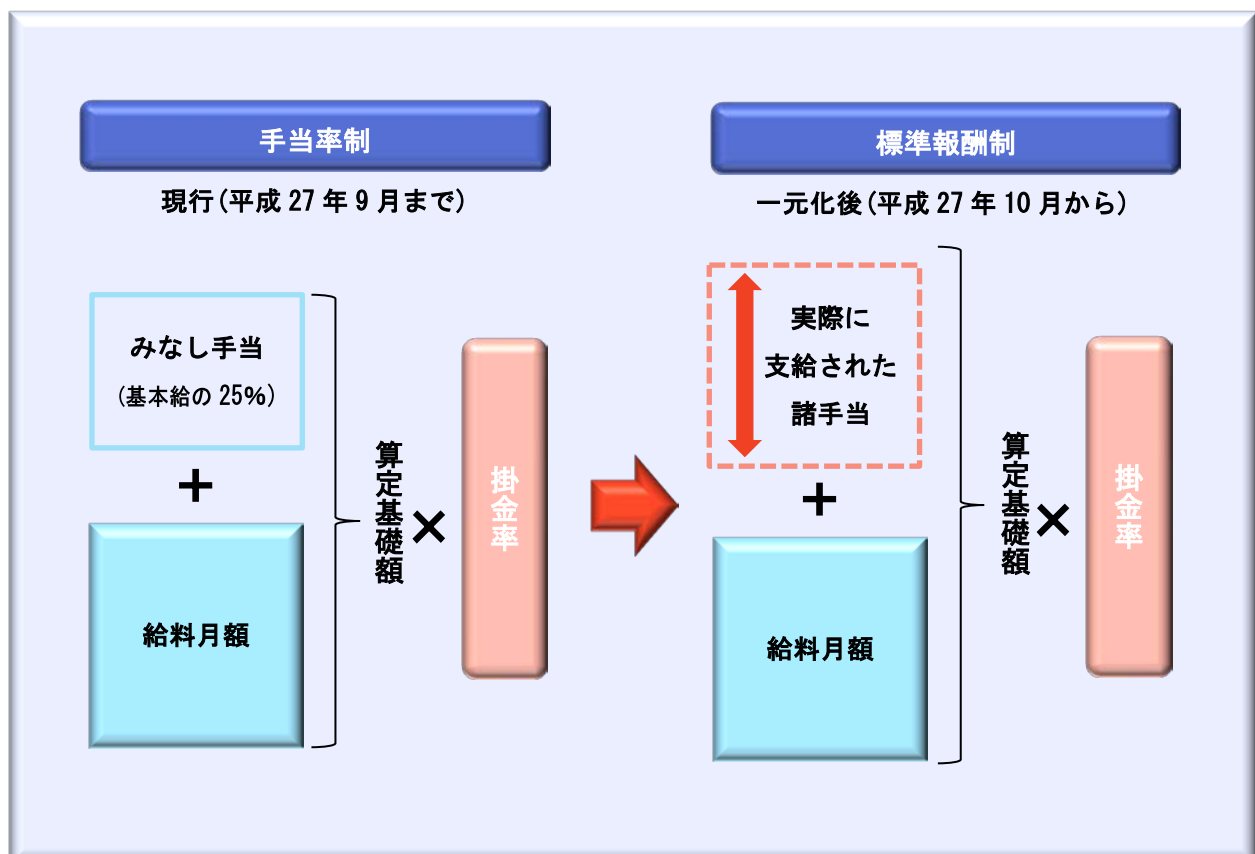 手当率制
現行(平成 27 年 9 月まで)
みなし手当
(基本給の 25%)
+
給料月額
算定基礎額
×
掛金率
標準報酬制
一元化後(平成 27 年 10 月から)
実際に
支給された
諸手当
+
給料月額
算定基礎額
×
掛金率